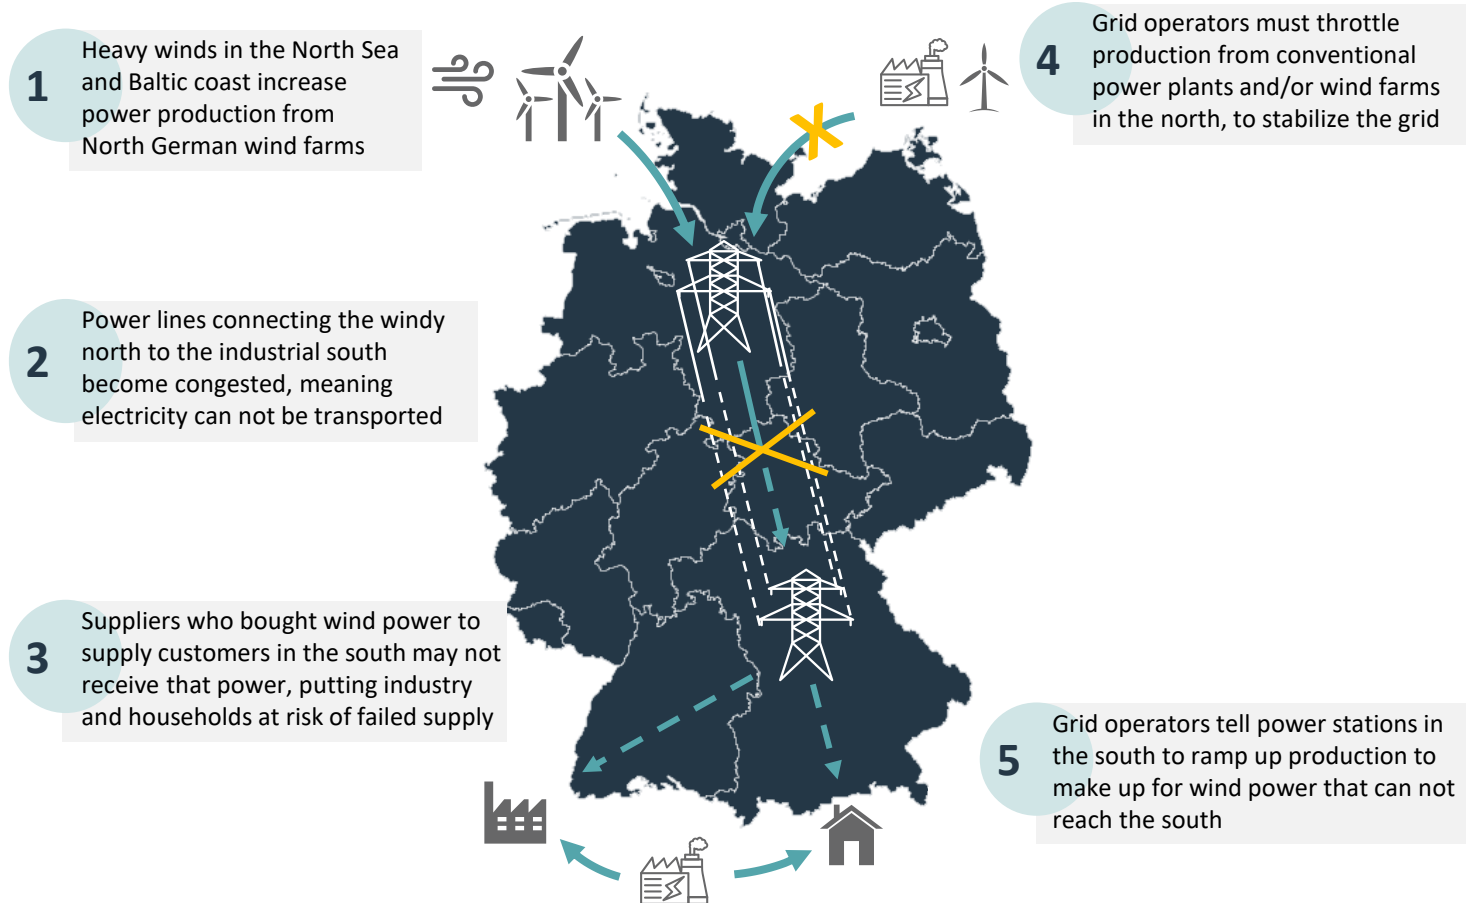 1
Heavy winds in the North Sea
and Baltic coast increase
power production from
North German wind farms
2
Power lines connecting the windy
north to the industrial south
become congested, meaning
electricity can not be transported
3
Suppliers who bought wind power to
supply customers in the south may not
receive that power, putting industry
and households at risk of failed supply
4
Grid operators must throttle
production from conventional
power plants and/or wind farms
in the north, to stabilize the grid
5
Grid operators tell power stations in
the south to ramp up production to
make up for wind power that can not
reach the south